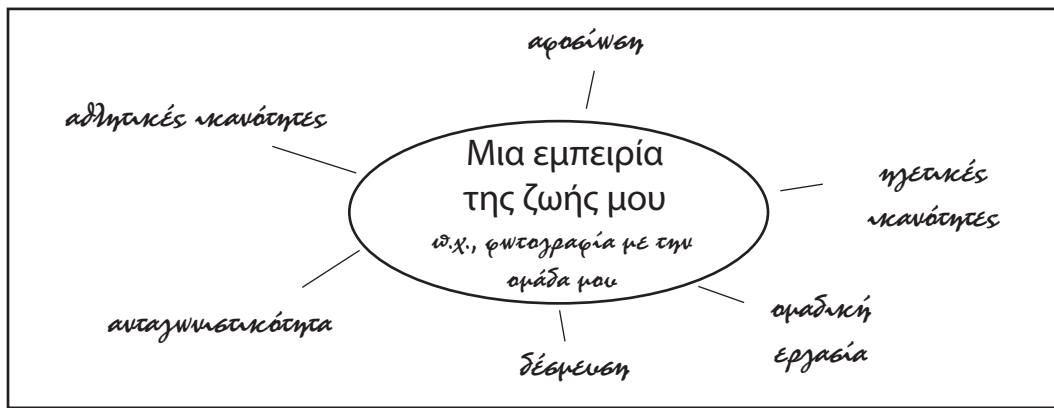 αφοσίωση
αθλητικές ικανότητες
Μια εμπειρία
της ζωής μου
π.χ., φωτογραφία με την
ομάδα μου
ηγετικές
ικανότητες
ανταγωνιστικότητα
ομαδική
εργασία
δέσμευση